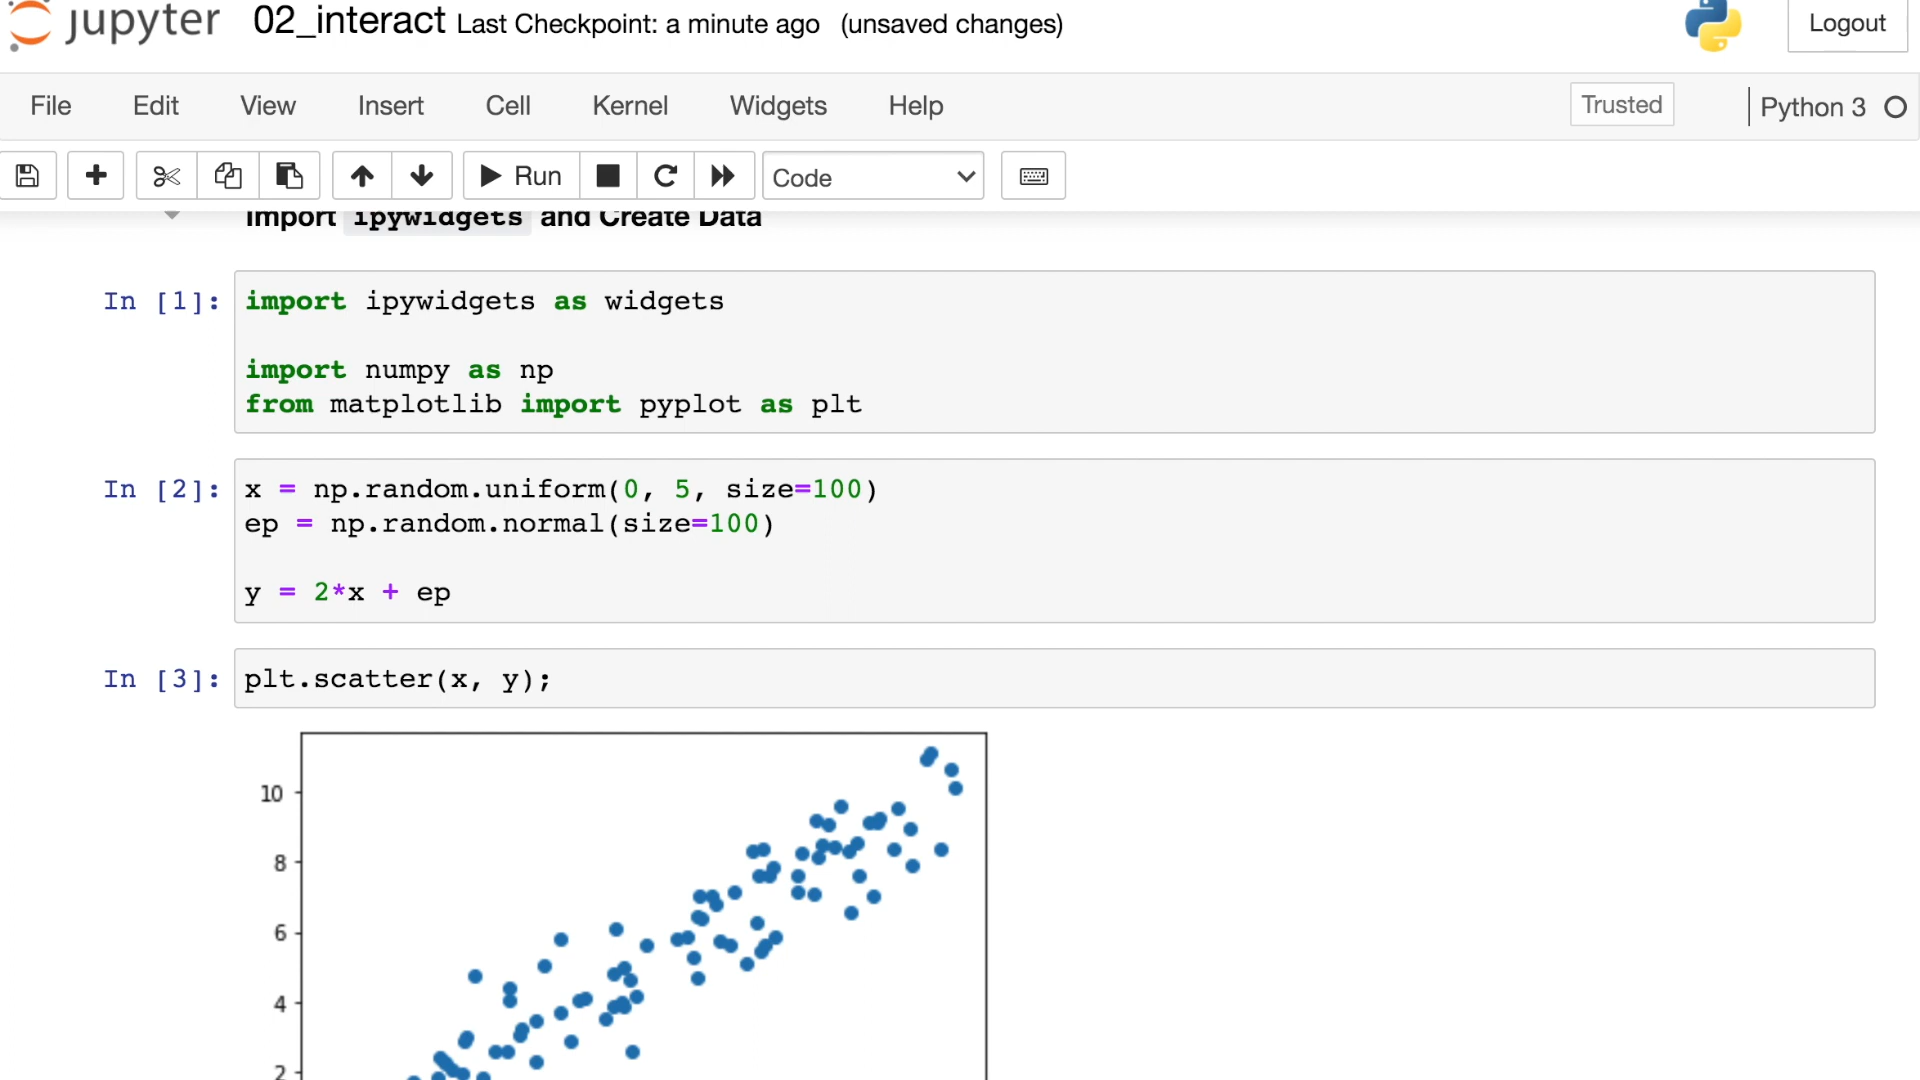 jupyter 02_interact Last Checkpoint: a minute ago (unsaved changes) Logout
File Edit View Insert Cell Kernel Widgets Help Trusted Python 3
Run Code
Import ipywidgets and Create Data
In [1]: import ipywidgets as widgets
import numpy as np
from matplotlib import pyplot as plt
In [2]: x = np.random.uniform(0, 5, size=100)
ep = np.random.normal(size=100)
y = 2*x + ep
In [3]: plt.scatter(x, y);
10
8
6
4
2